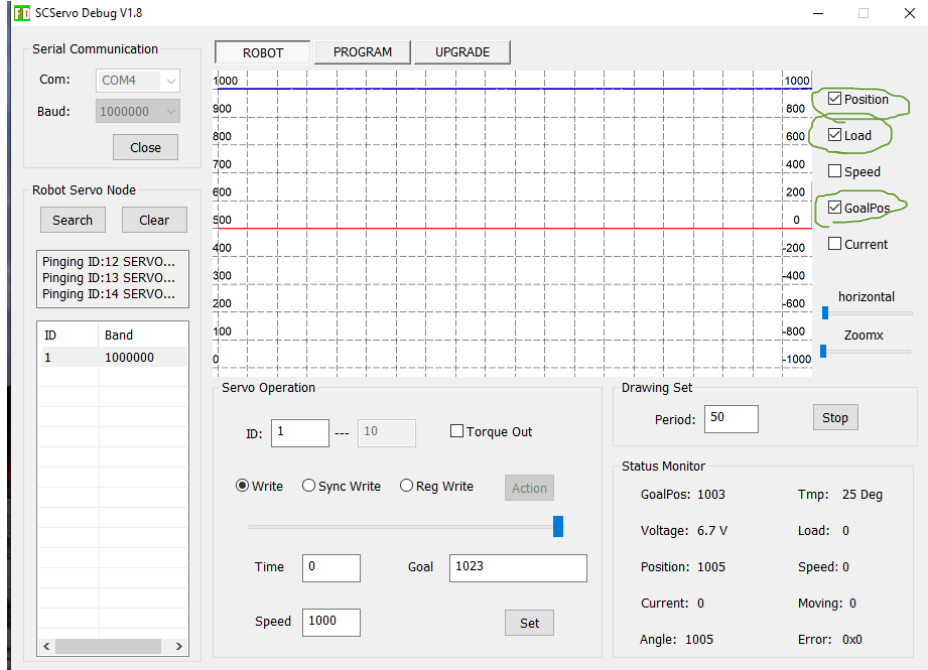 SCServo Debug V1.8
Serial Communication
Com: COM4
Baud: 1000000
Close
ROBOT PROGRAM UPGRADE
1000 1000
900 800
800 600
700 400
600 200
500 0
400 -200
300 -400
200 -600
100 -800
0 -1000
Position
Load
Speed
GoalPos
Current
horizontal
Zoomx
Robot Servo Node
Search Clear
Pinging ID:12 SERVO...
Pinging ID:13 SERVO...
Pinging ID:14 SERVO...
ID Band
1 1000000
Servo Operation
ID: 1 --- 10 Torque Out
Write Sync Write Reg Write Action
Time 0 Goal 1023
Speed 1000 Set
Drawing Set
Period: 50 Stop
Status Monitor
GoalPos: 1003 Tmp: 25 Deg
Voltage: 6.7 V Load: 0
Position: 1005 Speed: 0
Current: 0 Moving: 0
Angle: 1005 Error: 0x0